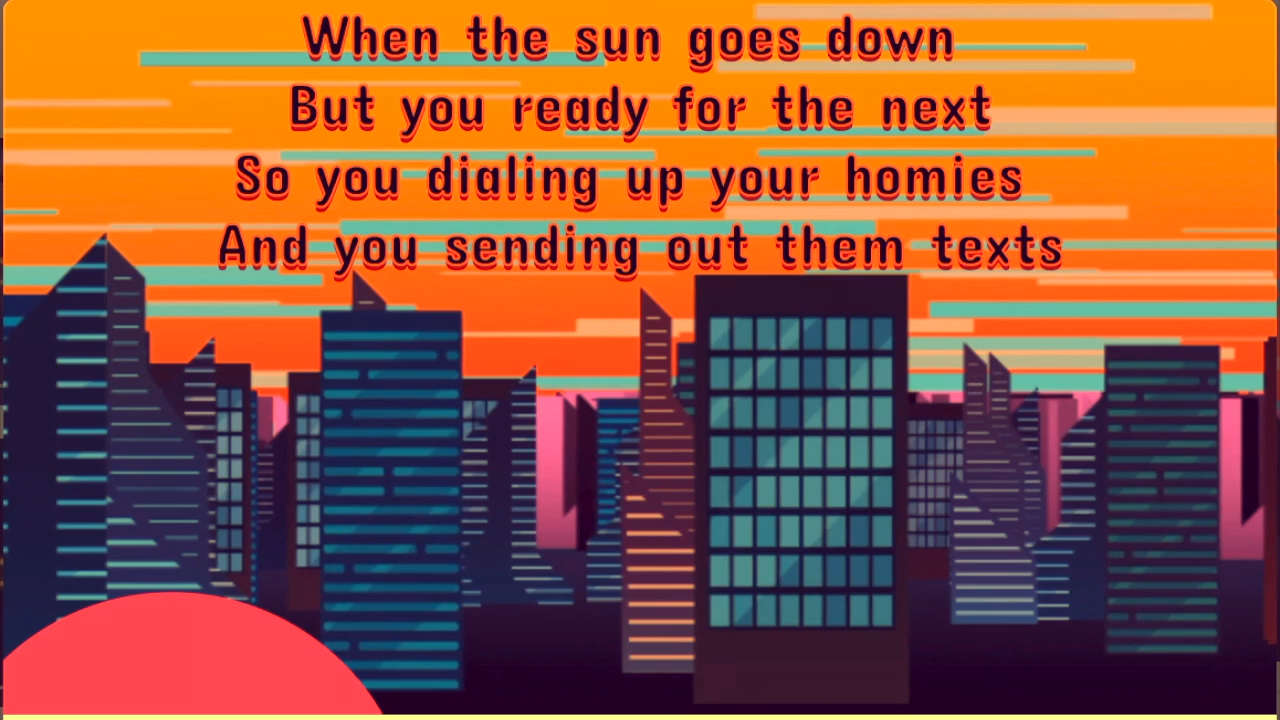 When the sun goes down
But you ready for the next
So you dialing up your homies
And you sending out them texts